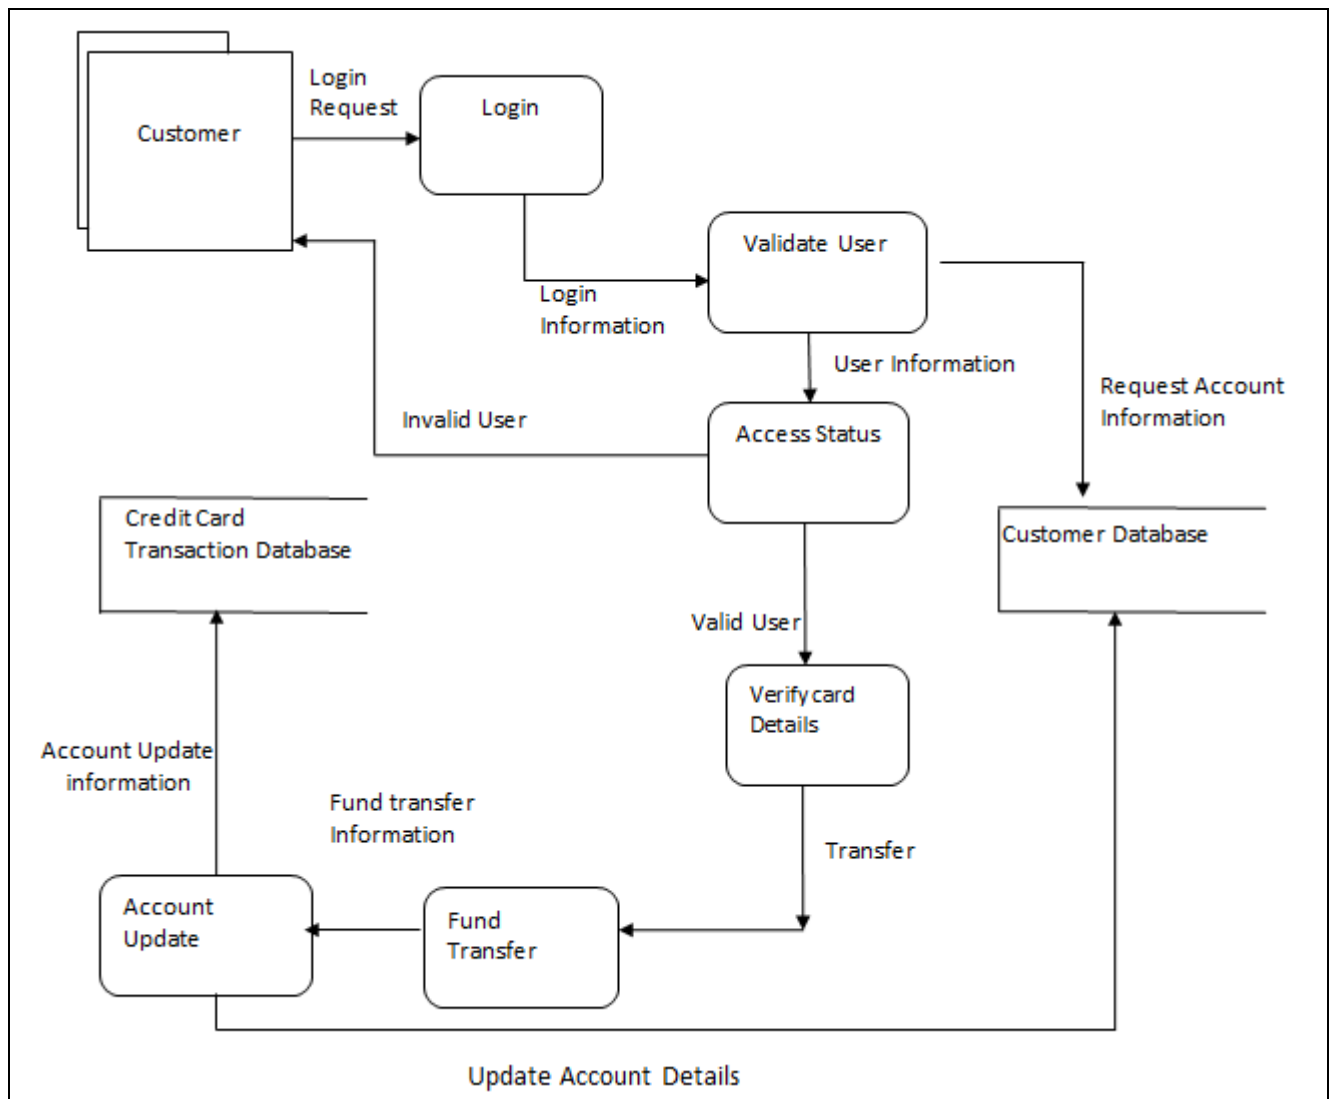 Login
Request
Login
Customer
Validate User
Login
Information
User Information
Request Account
Information
Invalid User
Access Status
Credit Card
Transaction Database
Customer Database
Valid User
Verify card
Details
Account Update
information
Fund transfer
Information
Transfer
Account
Update
Fund
Transfer
Update Account Details